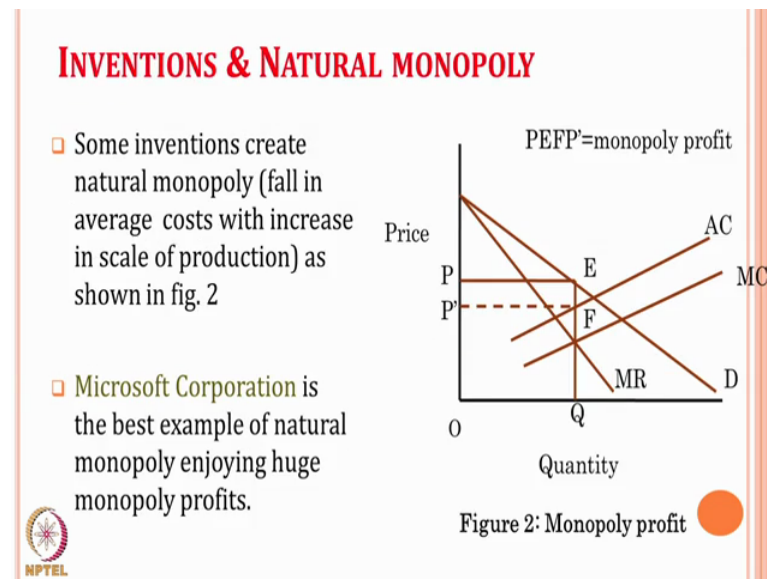 INVENTIONS & NATURAL MONOPOLY
Some inventions create
natural monopoly (fall in
average costs with increase
in scale of production) as
shown in fig. 2
Microsoft Corporation is
the best example of natural
monopoly enjoying huge
monopoly profits.
PEFP'=monopoly profit
Price
AC
MC
P
E
P'
F
MR
D
O
Q
Quantity
Figure 2: Monopoly profit
NPTEL